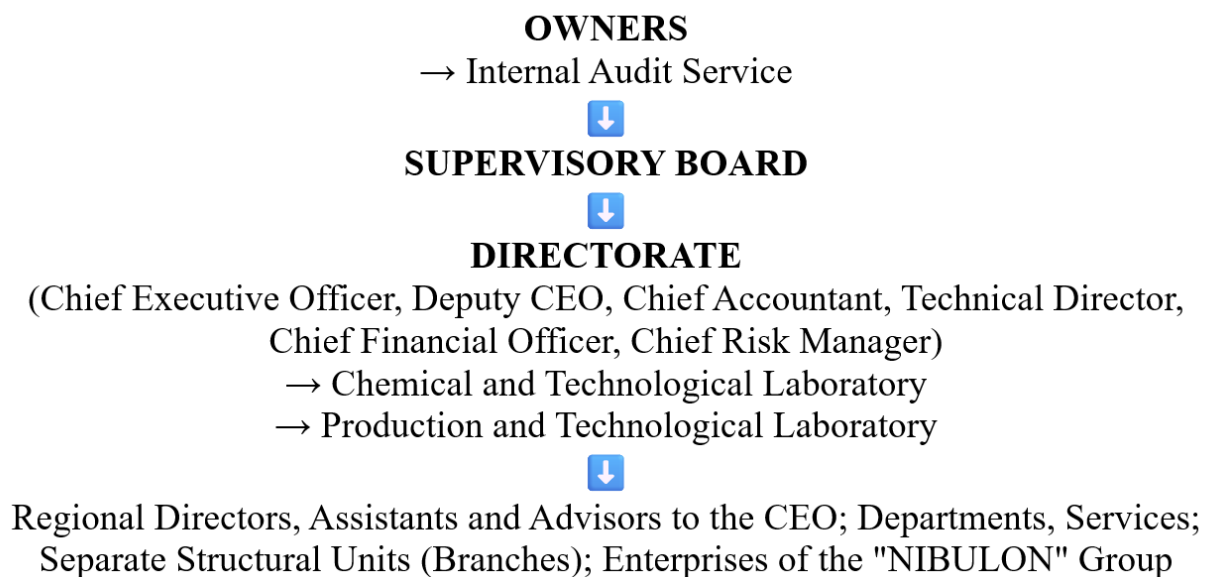 OWNERS
→ Internal Audit Service
⬇️
SUPERVISORY BOARD
⬇️
DIRECTORATE
(Chief Executive Officer, Deputy CEO, Chief Accountant, Technical Director,
Chief Financial Officer, Chief Risk Manager)
→ Chemical and Technological Laboratory
→ Production and Technological Laboratory
⬇️
Regional Directors, Assistants and Advisors to the CEO; Departments, Services;
Separate Structural Units (Branches); Enterprises of the "NIBULON" Group